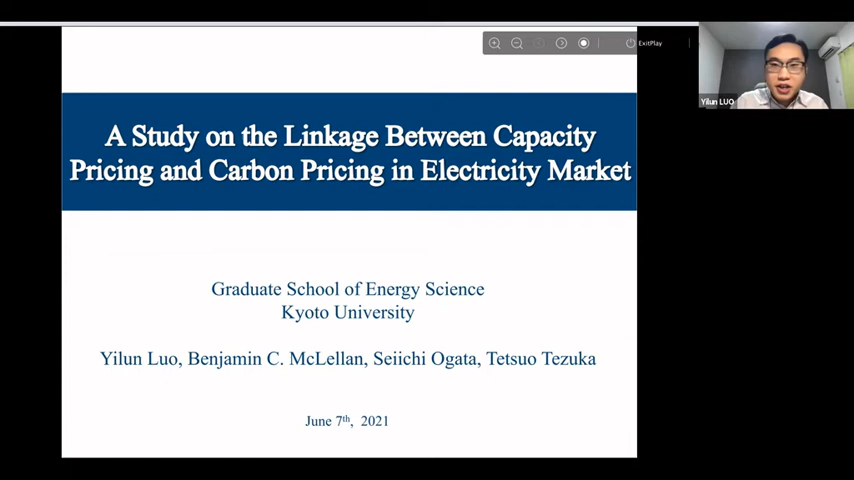 ExitPlay
Yilun LUO
A Study on the Linkage Between Capacity
Pricing and Carbon Pricing in Electricity Market
Graduate School of Energy Science
Kyoto University
Yilun Luo, Benjamin C. McLellan, Seiichi Ogata, Tetsuo Tezuka
June 7th, 2021